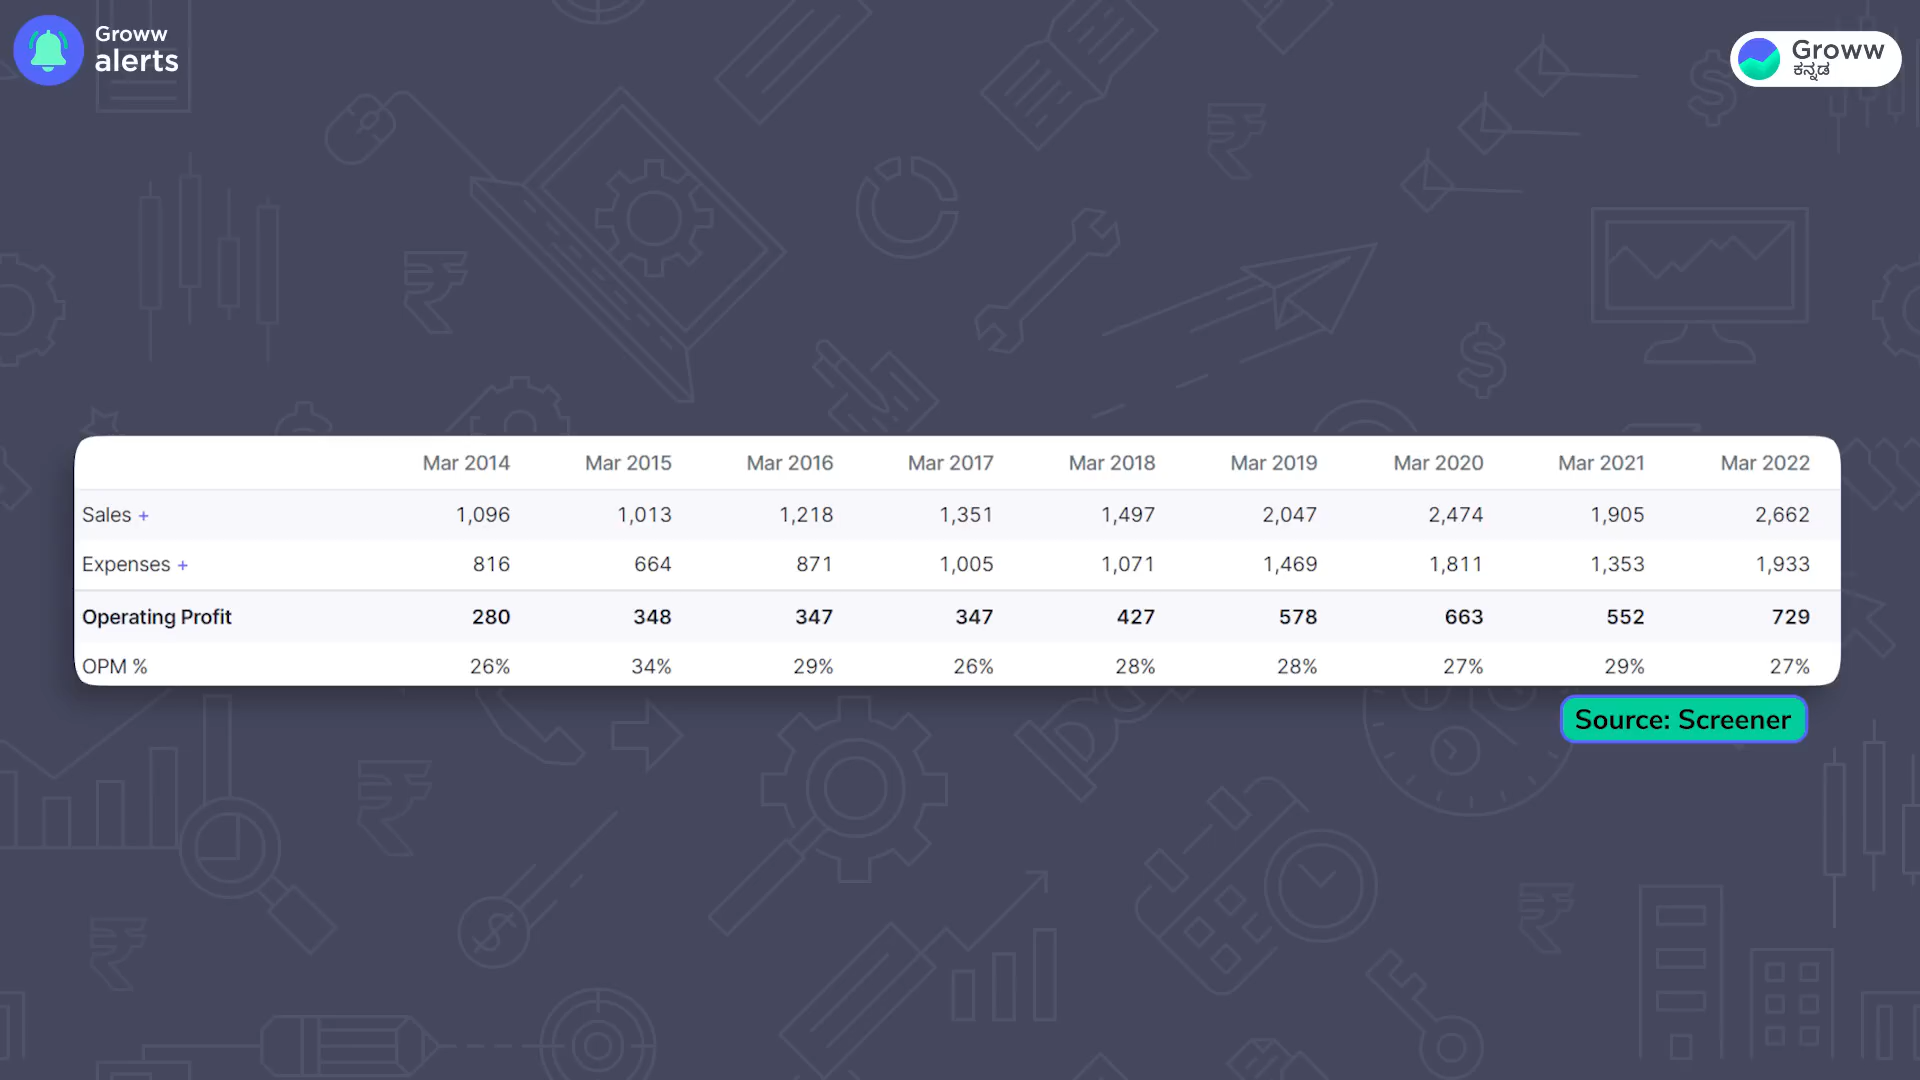 Groww
alerts
Groww
ಕನ್ನಡ
Mar 2014 Mar 2015 Mar 2016 Mar 2017 Mar 2018 Mar 2019 Mar 2020 Mar 2021 Mar 2022
Sales + 1,096 1,013 1,218 1,351 1,497 2,047 2,474 1,905 2,662
Expenses + 816 664 871 1,005 1,071 1,469 1,811 1,353 1,933
Operating Profit 280 348 347 347 427 578 663 552 729
OPM % 26% 34% 29% 26% 28% 28% 27% 29% 27%
Source: Screener